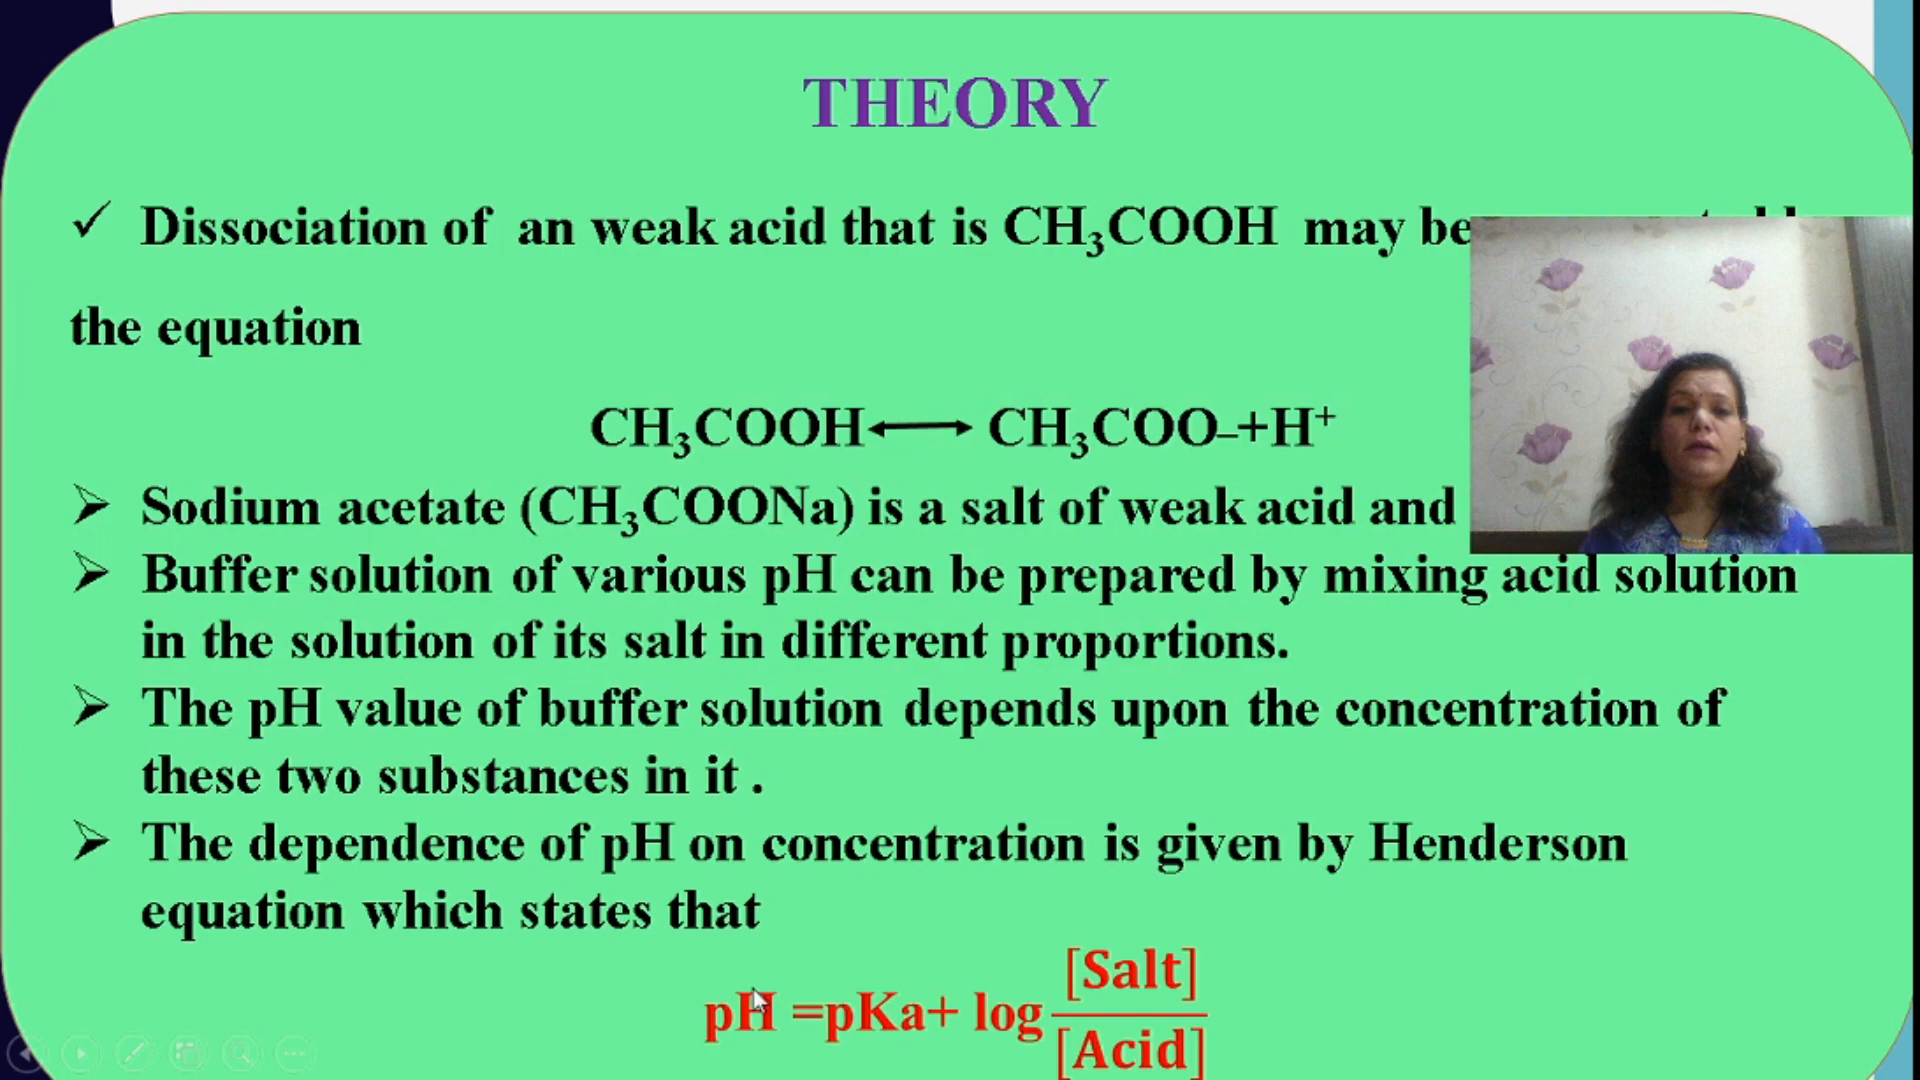 THEORY
✓ Dissociation of an weak acid that is CH₃COOH may be
the equation
CH₃COOH⟷ CH₃COO–+H⁺
➢ Sodium acetate (CH₃COONa) is a salt of weak acid and
➢ Buffer solution of various pH can be prepared by mixing acid solution
in the solution of its salt in different proportions.
➢ The pH value of buffer solution depends upon the concentration of
these two substances in it .
➢ The dependence of pH on concentration is given by Henderson
equation which states that
pH =pKa+ log [Salt]/[Acid]